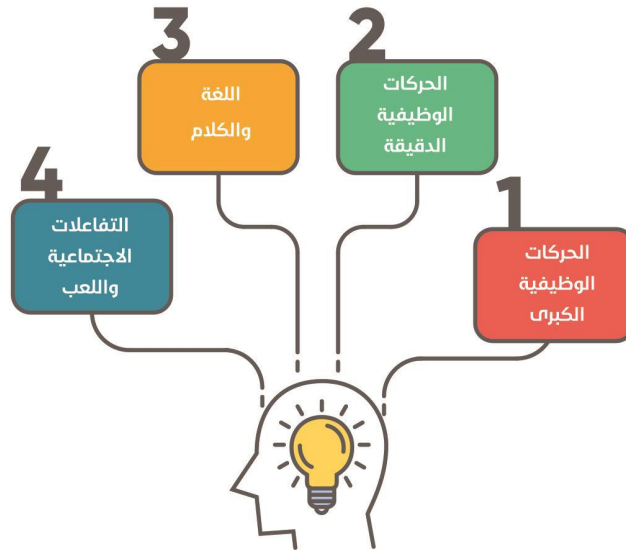 1
الحركات
الوظيفية
الكبرى
2
الحركات
الوظيفية
الدقيقة
3
اللغة
والكلام
4
التفاعلات
الاجتماعية
واللعب